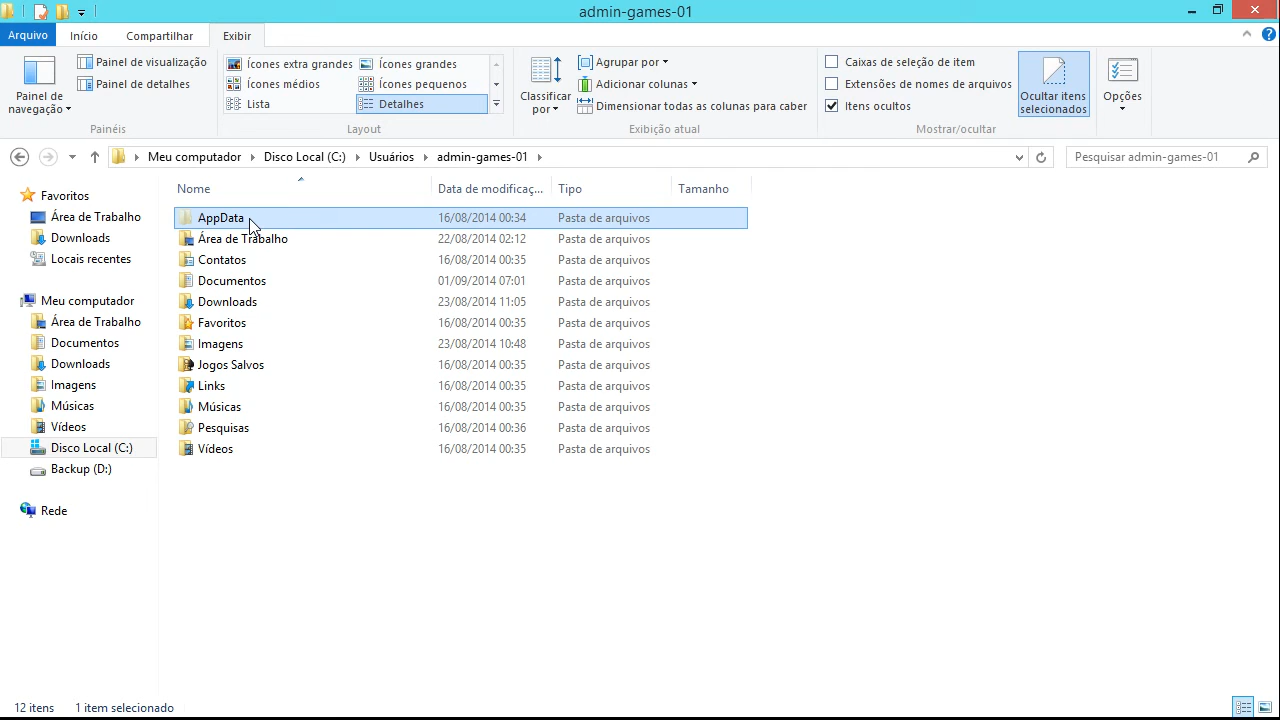 admin-games-01
Arquivo Início Compartilhar Exibir
Painel de navegação
Painel de visualização
Painel de detalhes
Painéis
Ícones extra grandes Ícones grandes
Ícones médios Ícones pequenos
Lista Detalhes
Layout
Classificar por
Agrupar por
Adicionar colunas
Dimensionar todas as colunas para caber
Exibição atual
Caixas de seleção de item
Extensões de nomes de arquivos
Itens ocultos
Ocultar itens selecionados
Mostrar/ocultar
Opções
Meu computador Disco Local (C:) Usuários admin-games-01
Pesquisar admin-games-01
Favoritos
Área de Trabalho
Downloads
Locais recentes
Meu computador
Área de Trabalho
Documentos
Downloads
Imagens
Músicas
Vídeos
Disco Local (C:)
Backup (D:)
Rede
Nome Data de modificaç... Tipo Tamanho
AppData 16/08/2014 00:34 Pasta de arquivos
Área de Trabalho 22/08/2014 02:12 Pasta de arquivos
Contatos 16/08/2014 00:35 Pasta de arquivos
Documentos 01/09/2014 07:01 Pasta de arquivos
Downloads 23/08/2014 11:05 Pasta de arquivos
Favoritos 16/08/2014 00:35 Pasta de arquivos
Imagens 23/08/2014 10:48 Pasta de arquivos
Jogos Salvos 16/08/2014 00:35 Pasta de arquivos
Links 16/08/2014 00:35 Pasta de arquivos
Músicas 16/08/2014 00:35 Pasta de arquivos
Pesquisas 16/08/2014 00:36 Pasta de arquivos
Vídeos 16/08/2014 00:35 Pasta de arquivos
12 itens 1 item selecionado